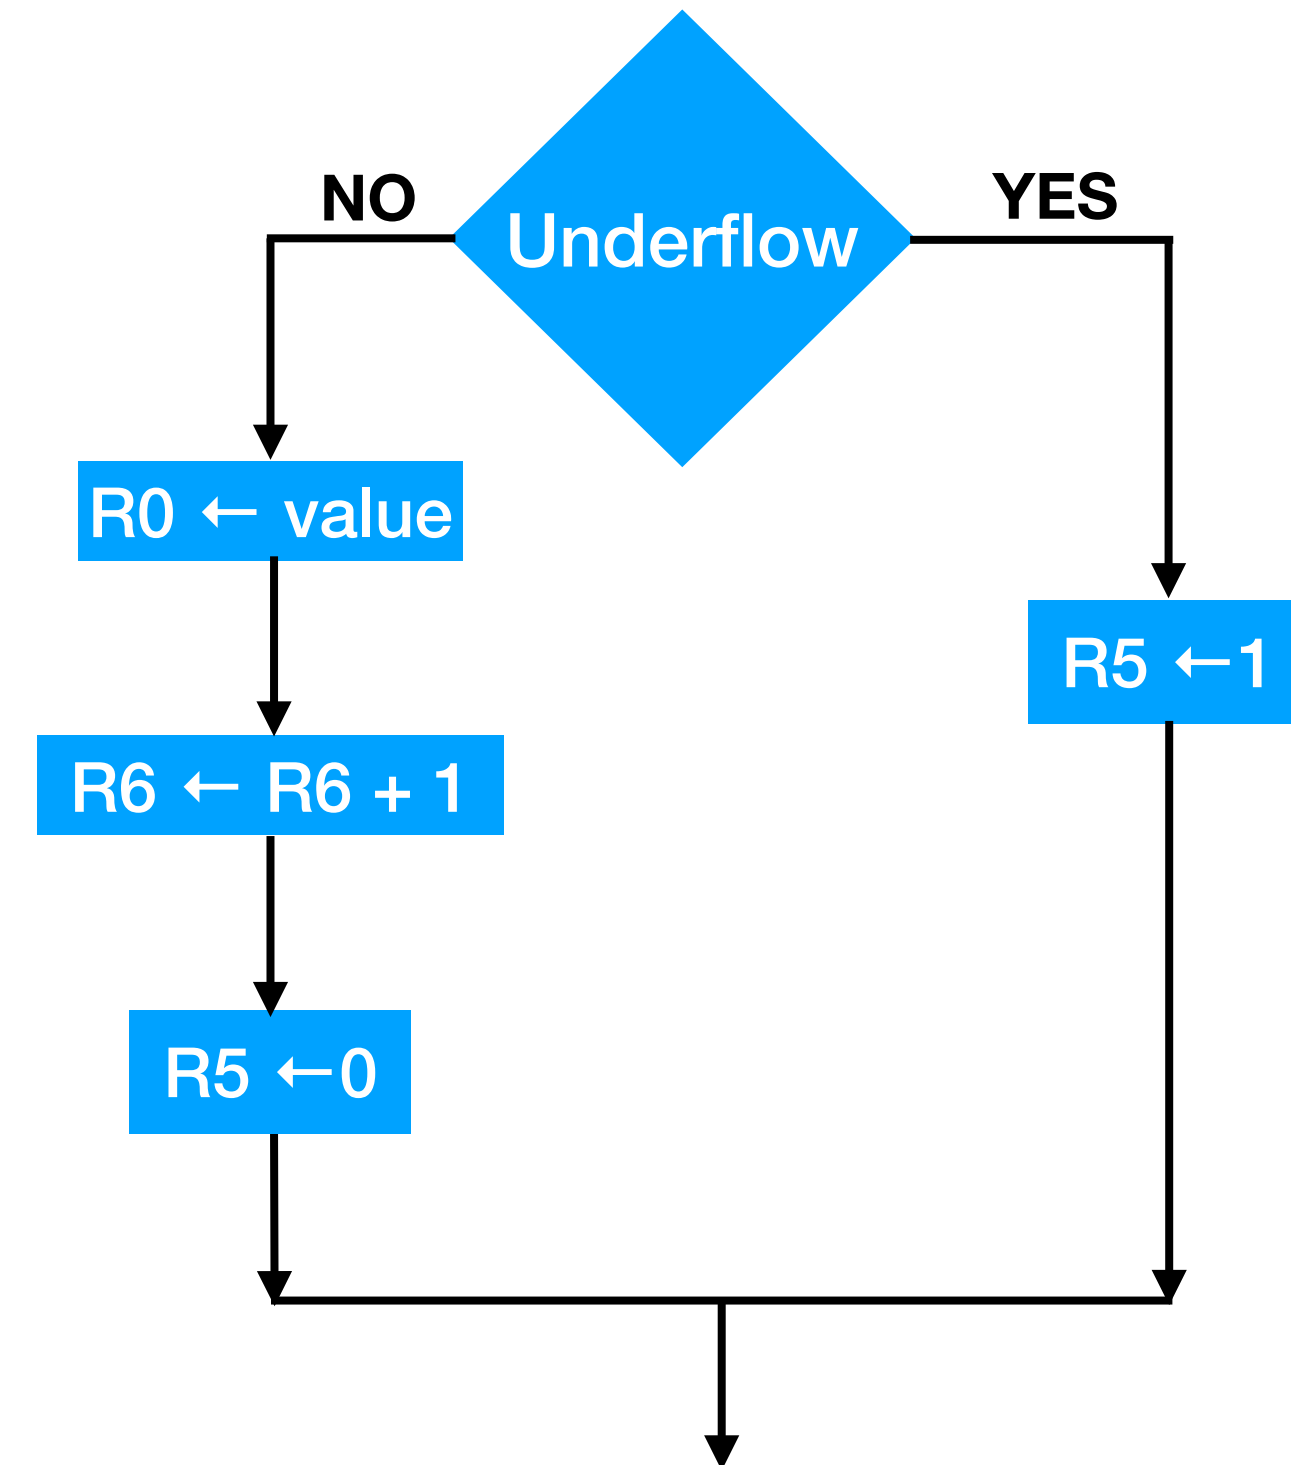 NO
YES
Underflow
R0 ← value
R5 ←1
R6 ← R6 + 1
R5 ←0